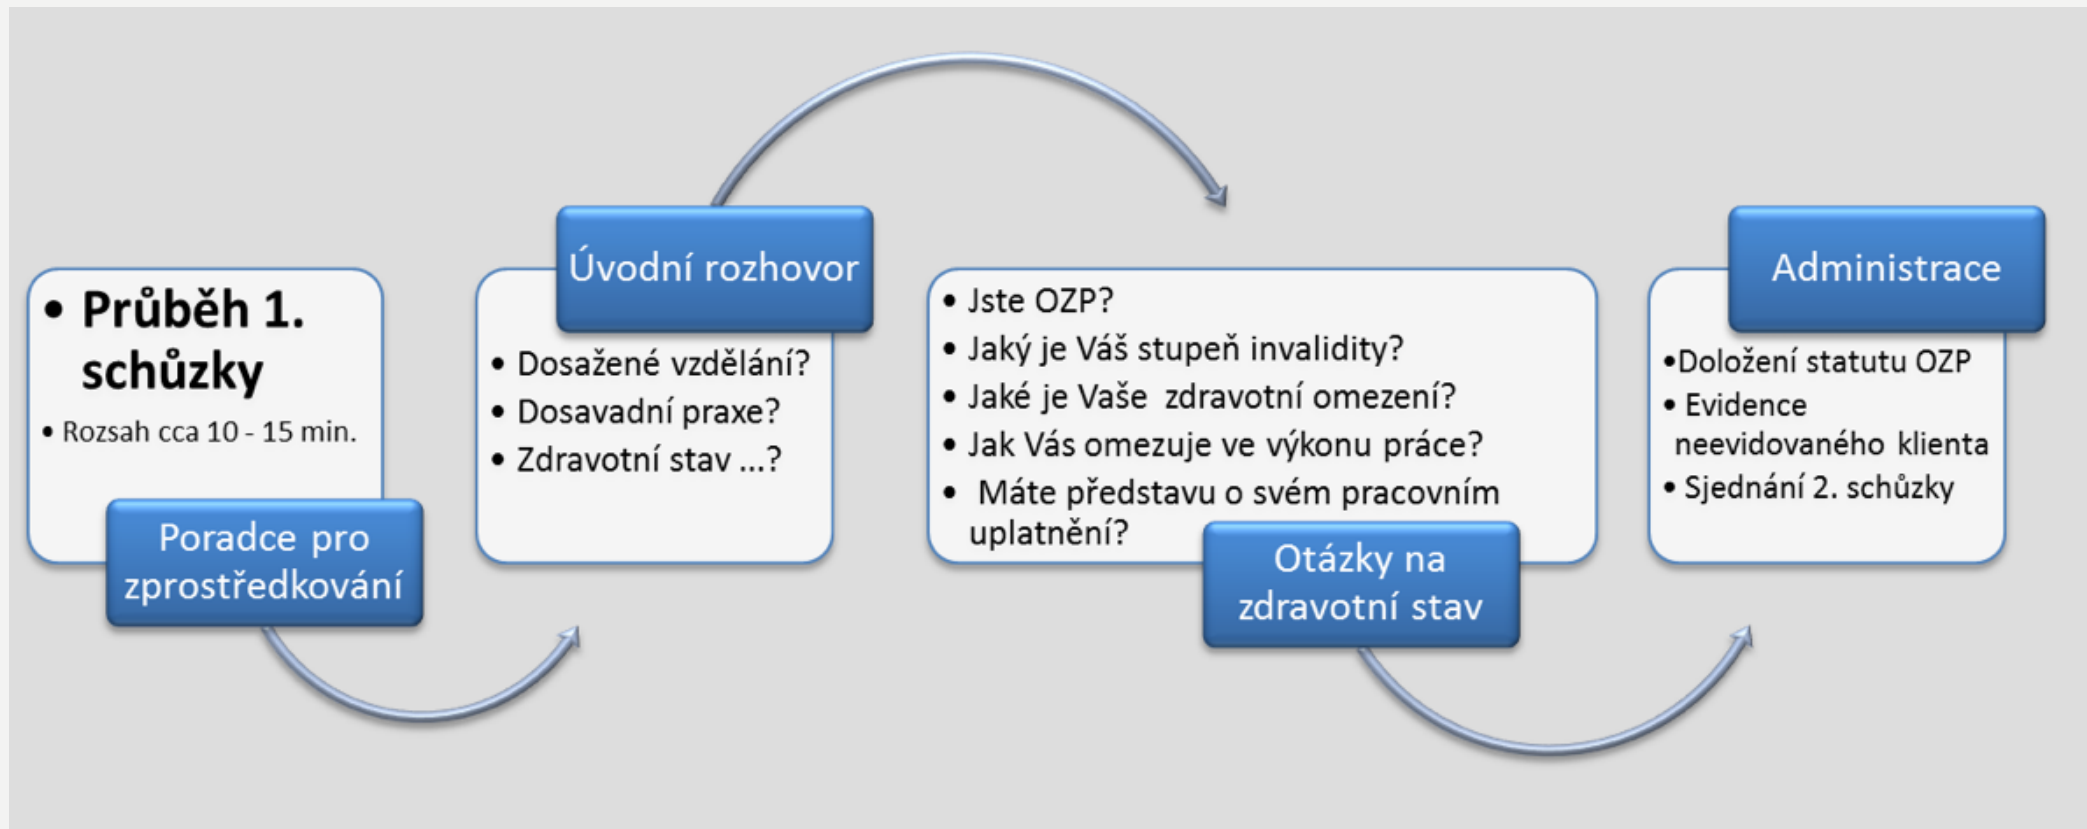 • Průběh 1.
schůzky
• Rozsah cca 10 - 15 min.
Poradce pro
zprostředkování
Úvodní rozhovor
• Dosažené vzdělání?
• Dosavadní praxe?
• Zdravotní stav ...?
• Jste OZP?
• Jaký je Váš stupeň invalidity?
• Jaké je Vaše  zdravotní omezení?
• Jak Vás omezuje ve výkonu práce?
•  Máte představu o svém pracovním
uplatnění?
Otázky na
zdravotní stav
Administrace
•Doložení statutu OZP
• Evidence
neevidovaného klienta
• Sjednání 2. schůzky